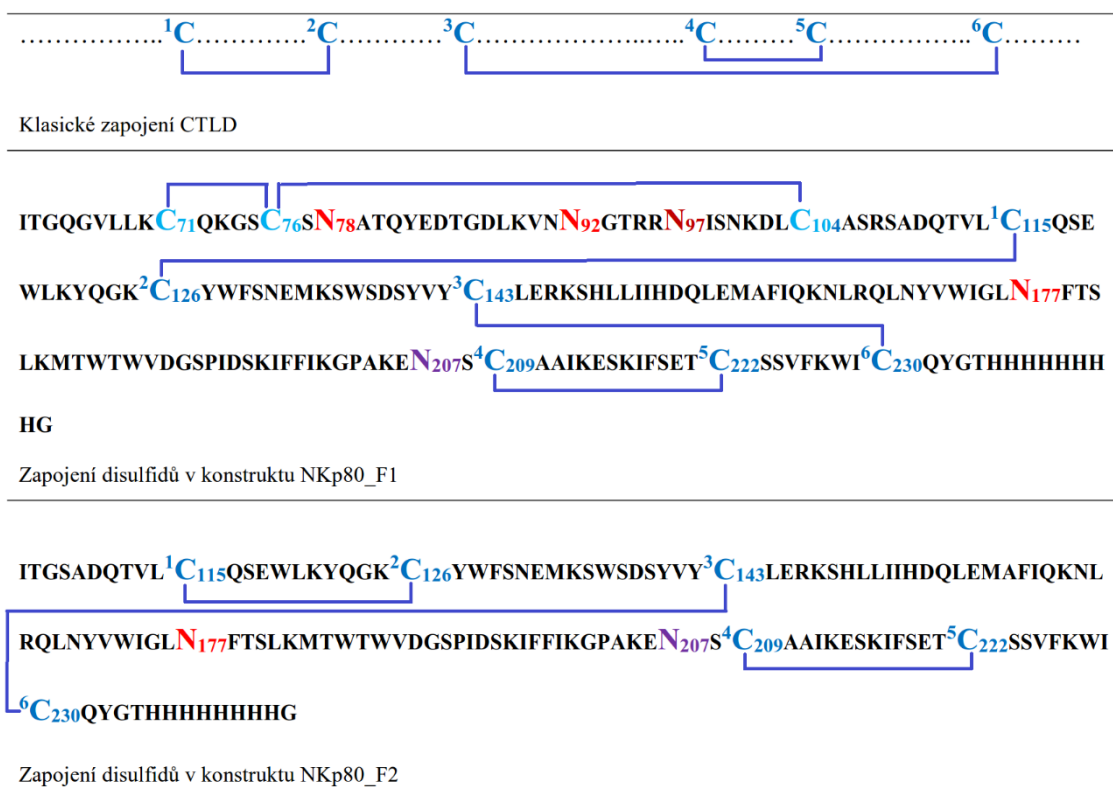 ……………..¹C…………²C…………³C…………………..……⁴C………⁵C……………..⁶C………
Klasické zapojení CTLD
ITGQGVLLKC₇₁QKGSC₇₆SN₇₈ATQYEDTGDLKVNN₉₂GTRRN₉₇ISNKDLC₁₀₄ASRSADQTVL¹C₁₁₅QSE
WLKYQGK²C₁₂₆YWFSNEMKSWSDSYVY³C₁₄₃LERKSHLLIIHDQLEMAFIQKNLRQLNYVWIGLN₁₇₇FTS
LKMTWTWVDGSPIDSKIFFIKGPAKEN₂₀₇S⁴C₂₀₉AAIKESKIFSET⁵C₂₂₂SSVFKWI⁶C₂₃₀QYGTHHHHHHH
HG
Zapojení disulfidů v konstruktu NKp80_F1
ITGSADQTVL¹C₁₁₅QSEWLKYQGK²C₁₂₆YWFSNEMKSWSDSYVY³C₁₄₃LERKSHLLIIHDQLEMAFIQKNL
RQLNYVWIGLN₁₇₇FTSLKMTWTWVDGSPIDSKIFFIKGPAKEN₂₀₇S⁴C₂₀₉AAIKESKIFSET⁵C₂₂₂SSVFKWI
⁶C₂₃₀QYGTHHHHHHHHG
Zapojení disulfidů v konstruktu NKp80_F2